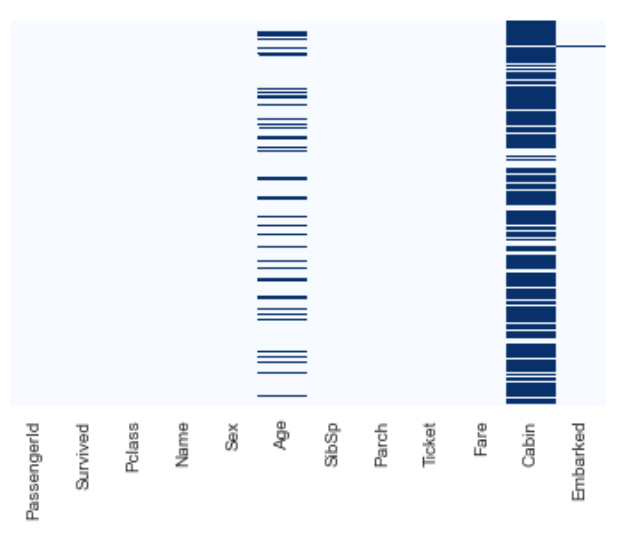 PassengerId
Survived
Pclass
Name
Sex
Age
SibSp
Parch
Ticket
Fare
Cabin
Embarked